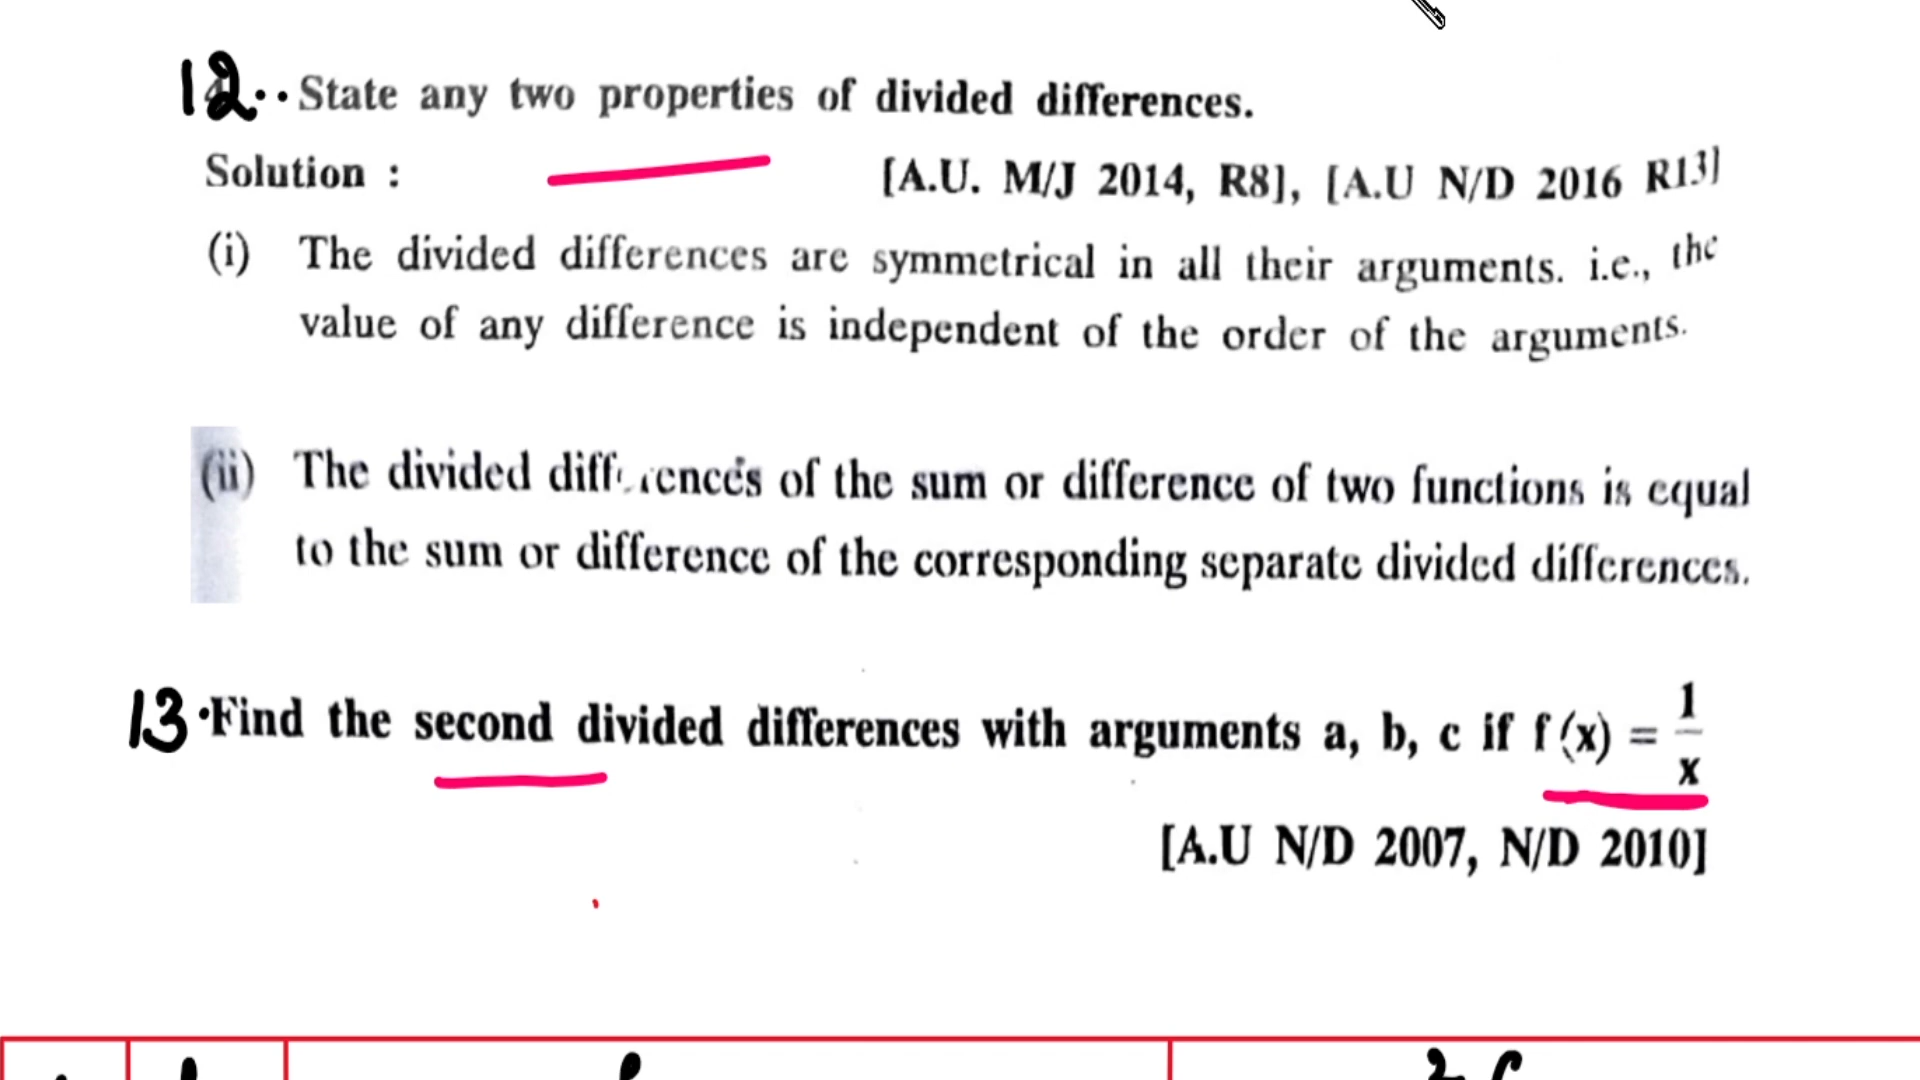 12.. State any two properties of divided differences.
Solution : [A.U. M/J 2014, R8], [A.U N/D 2016 R13]
(i) The divided differences are symmetrical in all their arguments. i.e., the
value of any difference is independent of the order of the arguments.
(ii) The divided differences of the sum or difference of two functions is equal
to the sum or difference of the corresponding separate divided differences.
13. Find the second divided differences with arguments a, b, c if f (x) = 1/x
[A.U N/D 2007, N/D 2010]